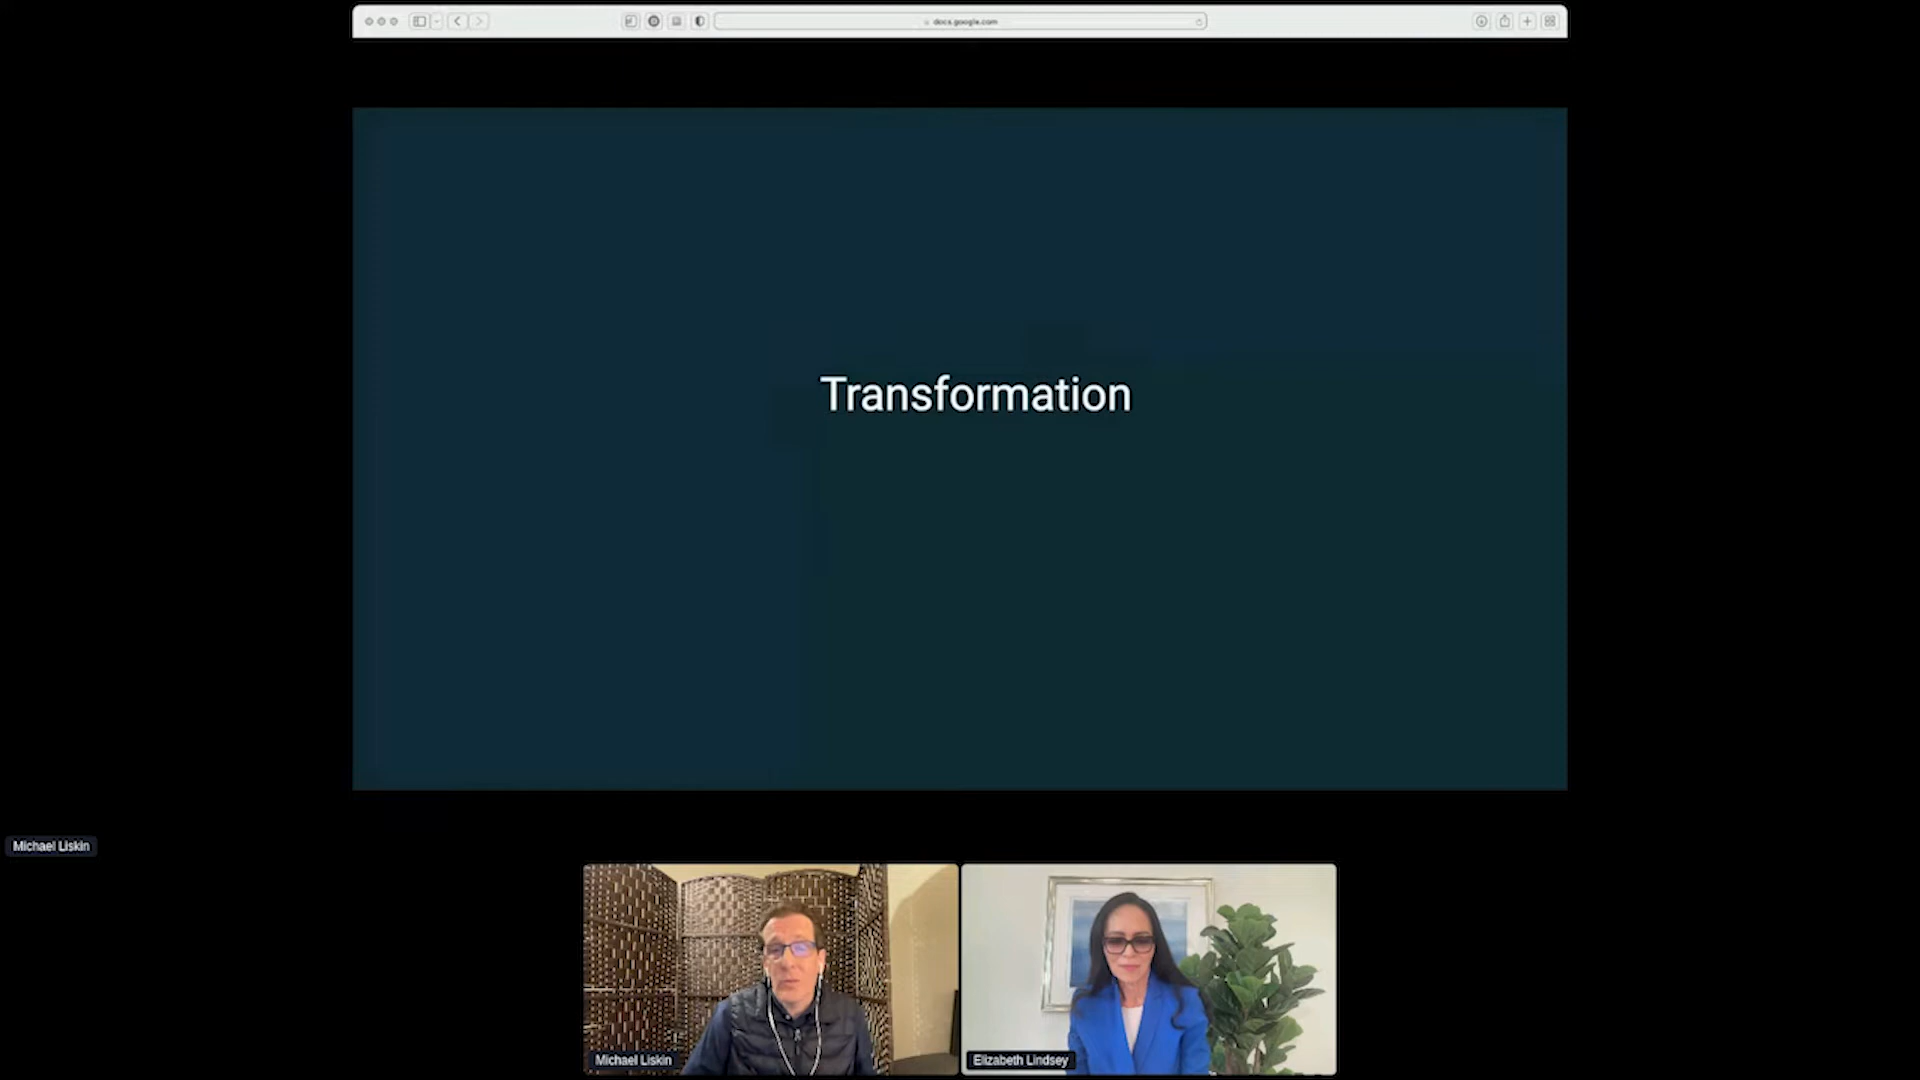 docs.google.com
Transformation
Michael Liskin
Michael Liskin
Elizabeth Lindsey